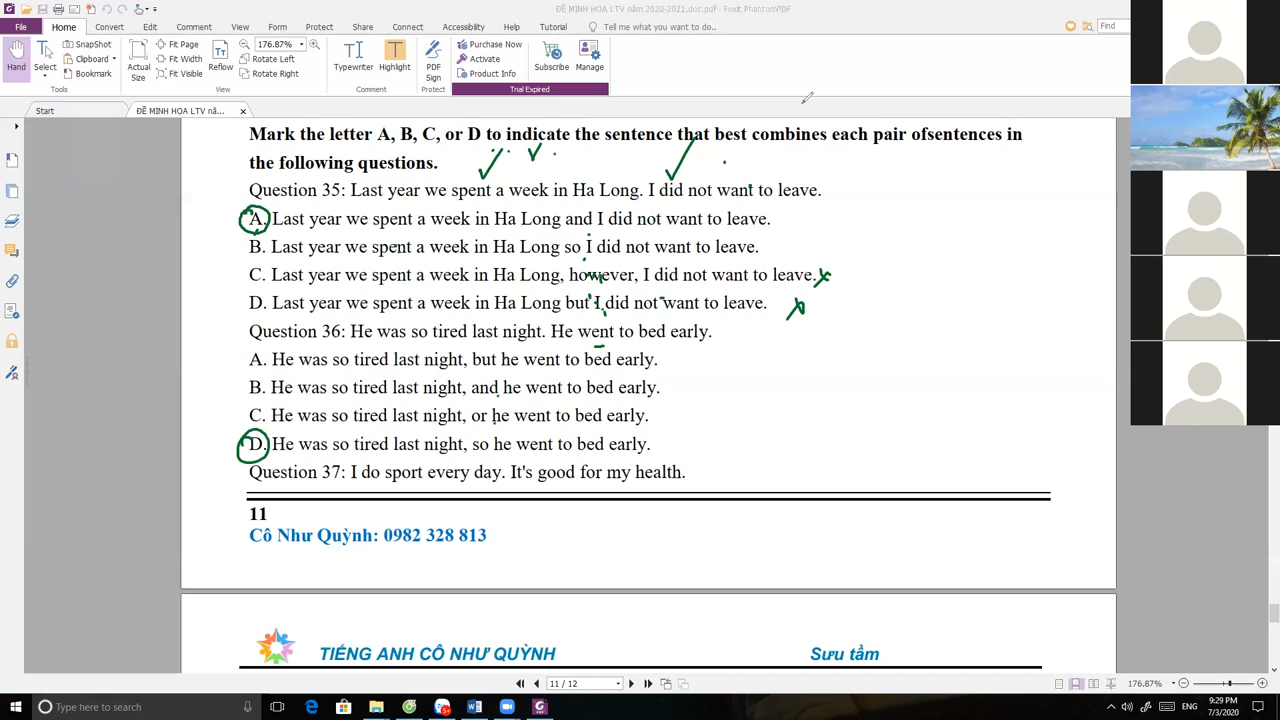 ĐỀ MINH HỌA LTV năm 2020-2021.doc.pdf - Foxit PhantomPDF
File Home Convert Edit Comment View Form Protect Share Connect Accessibility Help Tutorial Tell me what you want to do.. Find
Hand Select SnapShot Clipboard Bookmark Actual Size Fit Page Fit Width Fit Visible Reflow 176.87% Rotate Left Rotate Right Typewriter Highlight PDF Sign Purchase Now Activate Product Info Subscribe Manage
Tools View Comment Protect Trial Expired
Start ĐỀ MINH HỌA LTV nă...
Mark the letter A, B, C, or D to indicate the sentence that best combines each pair ofsentences in
the following questions.
Question 35: Last year we spent a week in Ha Long. I did not want to leave.
A. Last year we spent a week in Ha Long and I did not want to leave.
B. Last year we spent a week in Ha Long so I did not want to leave.
C. Last year we spent a week in Ha Long, however, I did not want to leave.
D. Last year we spent a week in Ha Long but I did not want to leave.
Question 36: He was so tired last night. He went to bed early.
A. He was so tired last night, but he went to bed early.
B. He was so tired last night, and he went to bed early.
C. He was so tired last night, or he went to bed early.
D. He was so tired last night, so he went to bed early.
Question 37: I do sport every day. It's good for my health.
11
Cô Như Quỳnh: 0982 328 813
TIẾNG ANH CÔ NHƯ QUỲNH Sưu tầm
11 / 12 176.87%
Type here to search ENG 9:29 PM
7/3/2020